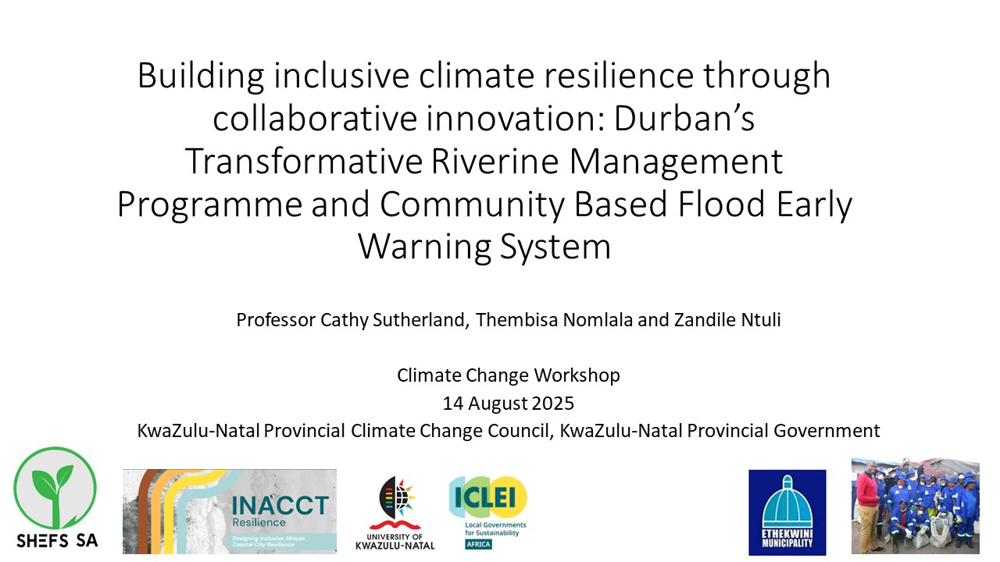 Building inclusive climate resilience through
collaborative innovation: Durban’s
Transformative Riverine Management
Programme and Community Based Flood Early
Warning System
Professor Cathy Sutherland, Thembisa Nomlala and Zandile Ntuli
Climate Change Workshop
14 August 2025
KwaZulu-Natal Provincial Climate Change Council, KwaZulu-Natal Provincial Government
SHEFS SA
INACCT
Resilience
Designing Inclusive African
Coastal City Resilience
UNIVERSITY OF
KWAZULU-NATAL
ICLEI
Local Governments
for Sustainability
AFRICA
ETHEKWINI
MUNICIPALITY